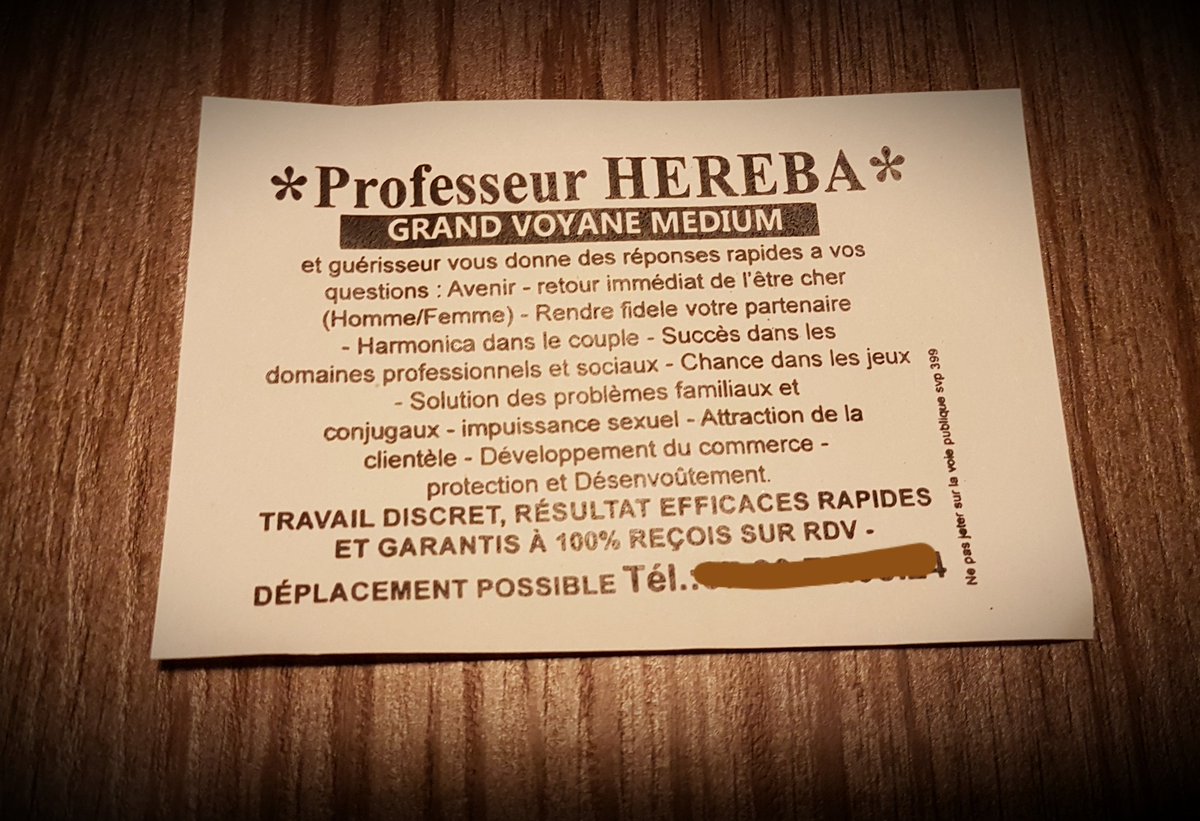 *Professeur HEREBA*
GRAND VOYANE MEDIUM
et guérisseur vous donne des réponses rapides a vos
questions : Avenir - retour immédiat de l'être cher
(Homme/Femme) - Rendre fidele votre partenaire
- Harmonica dans le couple - Succès dans les
domaines professionnels et sociaux - Chance dans les jeux
- Solution des problèmes familiaux et
conjugaux - impuissance sexuel - Attraction de la
clientèle - Développement du commerce -
protection et Désenvoûtement.
TRAVAIL DISCRET, RÉSULTAT EFFICACES RAPIDES
ET GARANTIS À 100% REÇOIS SUR RDV -
DÉPLACEMENT POSSIBLE Tél.:
Ne pas jeter sur la voie publique svp 399